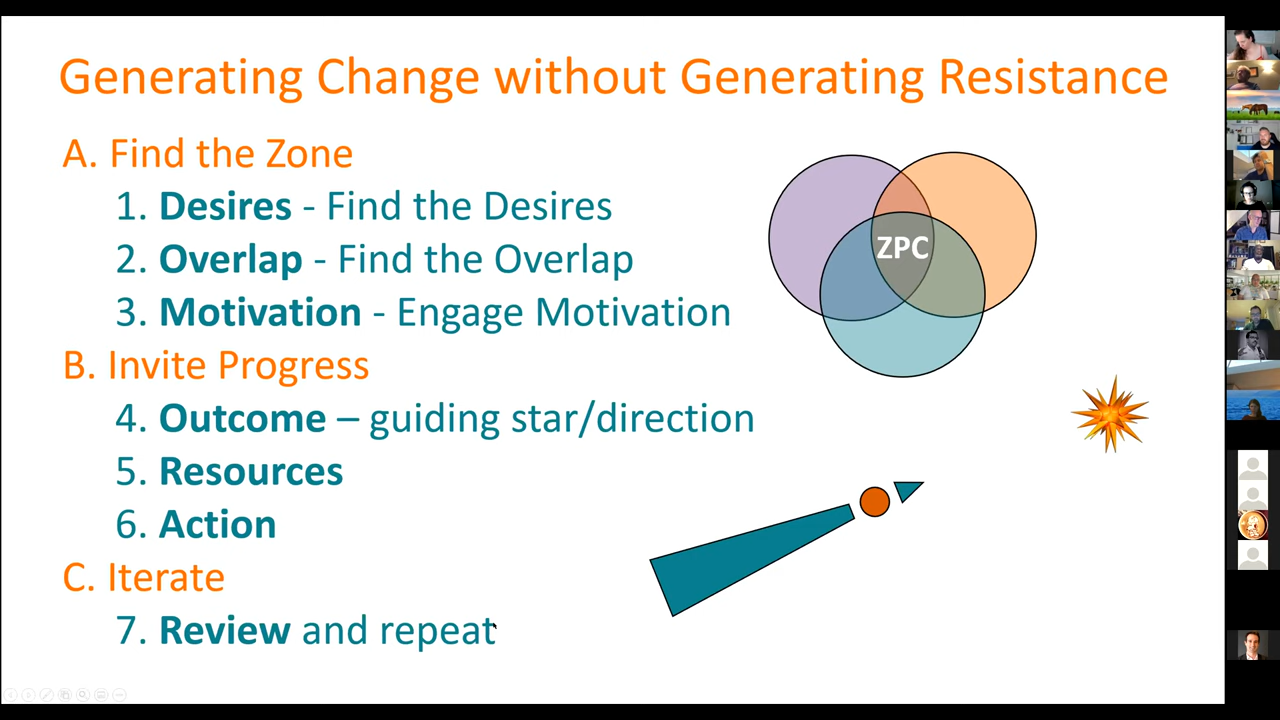 Generating Change without Generating Resistance
A. Find the Zone
1. Desires - Find the Desires
2. Overlap - Find the Overlap
3. Motivation - Engage Motivation
B. Invite Progress
4. Outcome – guiding star/direction
5. Resources
6. Action
C. Iterate
7. Review and repeat
ZPC